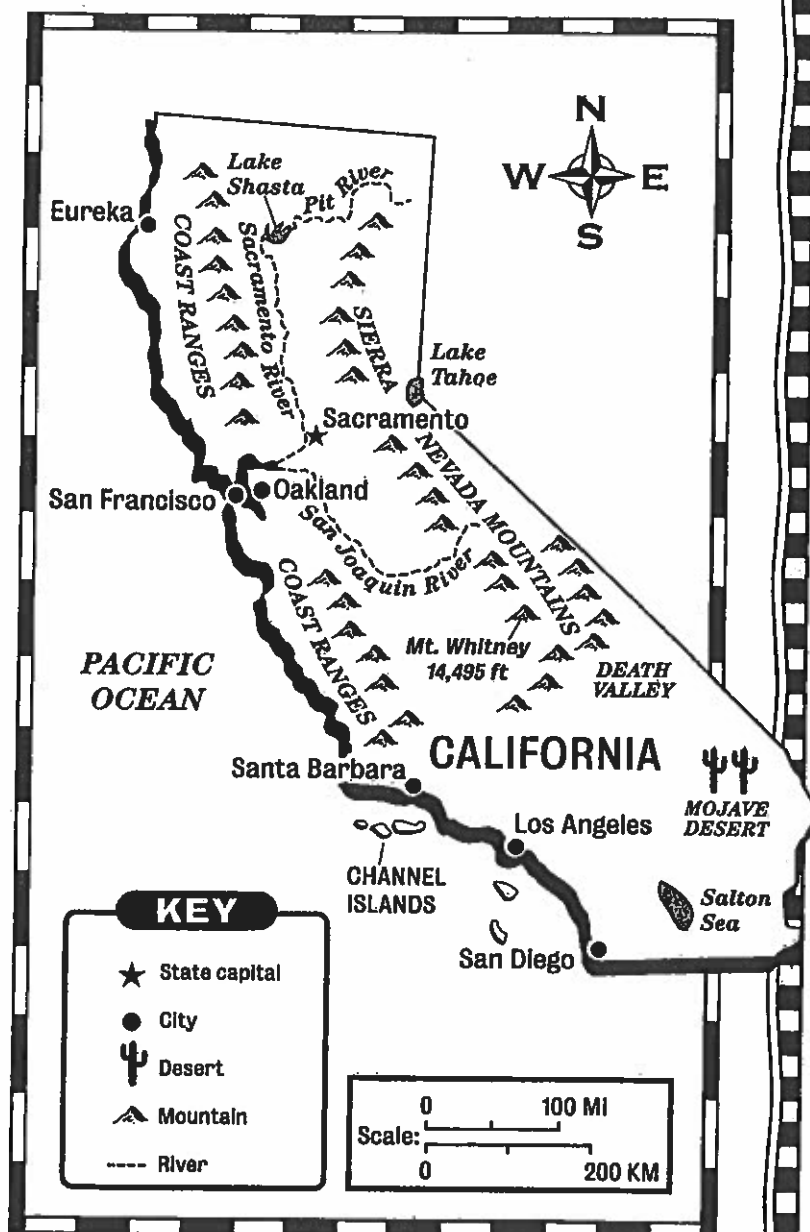 N
W E
S
Lake
Shasta
Pit River
Eureka
COAST RANGES
Sacramento River
SIERRA NEVADA MOUNTAINS
Lake
Tahoe
Sacramento
San Francisco
Oakland
San Joaquin River
COAST RANGES
Mt. Whitney
14,495 ft
DEATH
VALLEY
PACIFIC
OCEAN
CALIFORNIA
Santa Barbara
MOJAVE
DESERT
Los Angeles
CHANNEL
ISLANDS
Salton
Sea
San Diego
KEY
State capital
City
Desert
Mountain
River
0 100 MI
Scale:
0 200 KM